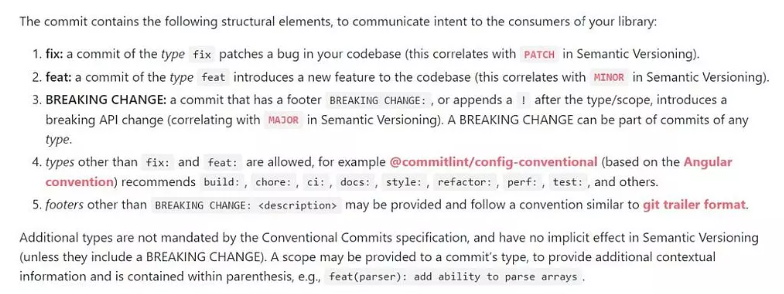 The commit contains the following structural elements, to communicate intent to the consumers of your library:
1. fix: a commit of the type fix patches a bug in your codebase (this correlates with PATCH in Semantic Versioning).
2. feat: a commit of the type feat introduces a new feature to the codebase (this correlates with MINOR in Semantic Versioning).
3. BREAKING CHANGE: a commit that has a footer BREAKING CHANGE: , or appends a ! after the type/scope, introduces a
breaking API change (correlating with MAJOR in Semantic Versioning). A BREAKING CHANGE can be part of commits of any
type.
4. types other than fix: and feat: are allowed, for example @commitlint/config-conventional (based on the Angular
convention) recommends build: , chore: , ci: , docs: , style: , refactor: , perf: , test: , and others.
5. footers other than BREAKING CHANGE: <description> may be provided and follow a convention similar to git trailer format.
Additional types are not mandated by the Conventional Commits specification, and have no implicit effect in Semantic Versioning
(unless they include a BREAKING CHANGE). A scope may be provided to a commit's type, to provide additional contextual
information and is contained within parenthesis, e.g., feat(parser): add ability to parse arrays .